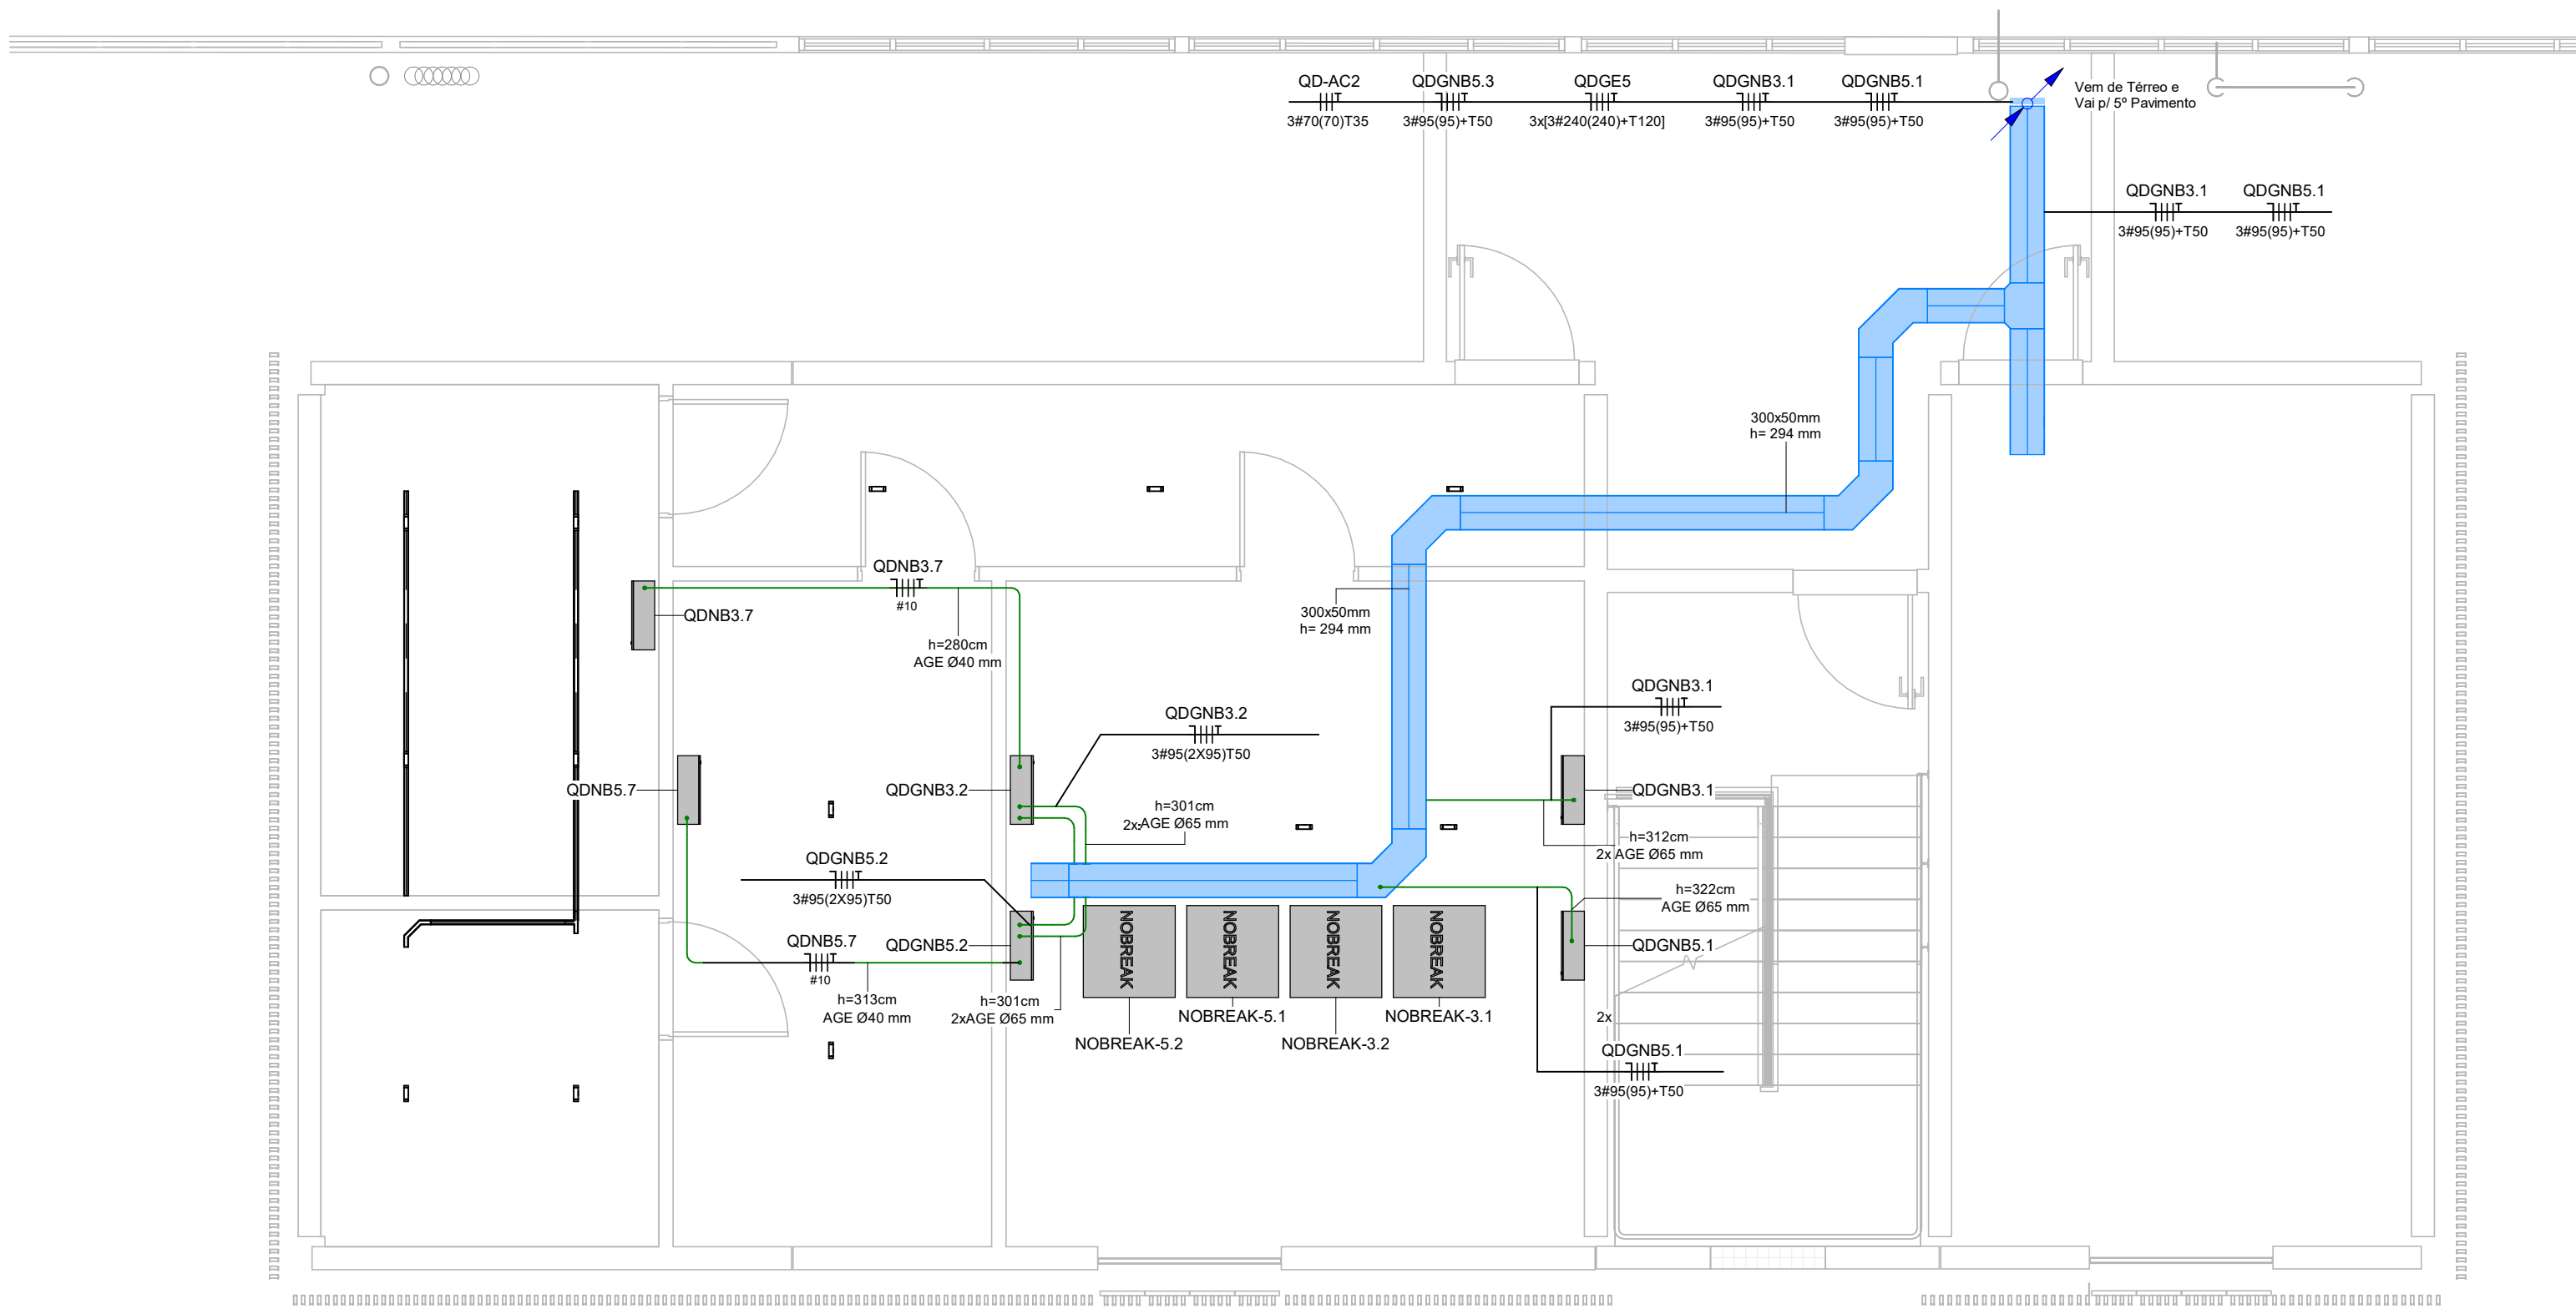 QD-AC2
3#70(70)T35
QDGNB5.3
3#95(95)+T50
QDGE5
3x[3#240(240)+T120]
QDGNB3.1
3#95(95)+T50
QDGNB5.1
3#95(95)+T50
Vem de Térreo e
Vai p/ 5º Pavimento
QDGNB3.1
3#95(95)+T50
QDGNB5.1
3#95(95)+T50
300x50mm
h= 294 mm
QDNB3.7
#10
QDNB3.7
h=280cm
AGE Ø40 mm
300x50mm
h= 294 mm
QDGNB3.2
3#95(2X95)T50
QDGNB3.1
3#95(95)+T50
QDNB5.7
QDGNB3.2
QDGNB3.1
h=301cm
2x AGE Ø65 mm
h=312cm
2x AGE Ø65 mm
QDGNB5.2
3#95(2X95)T50
h=322cm
AGE Ø65 mm
QDNB5.7
#10
QDGNB5.2
QDGNB5.1
NOBREAK
NOBREAK
NOBREAK
NOBREAK
h=313cm
AGE Ø40 mm
h=301cm
2xAGE Ø65 mm
NOBREAK-5.2
NOBREAK-5.1
NOBREAK-3.2
NOBREAK-3.1
2x
QDGNB5.1
3#95(95)+T50